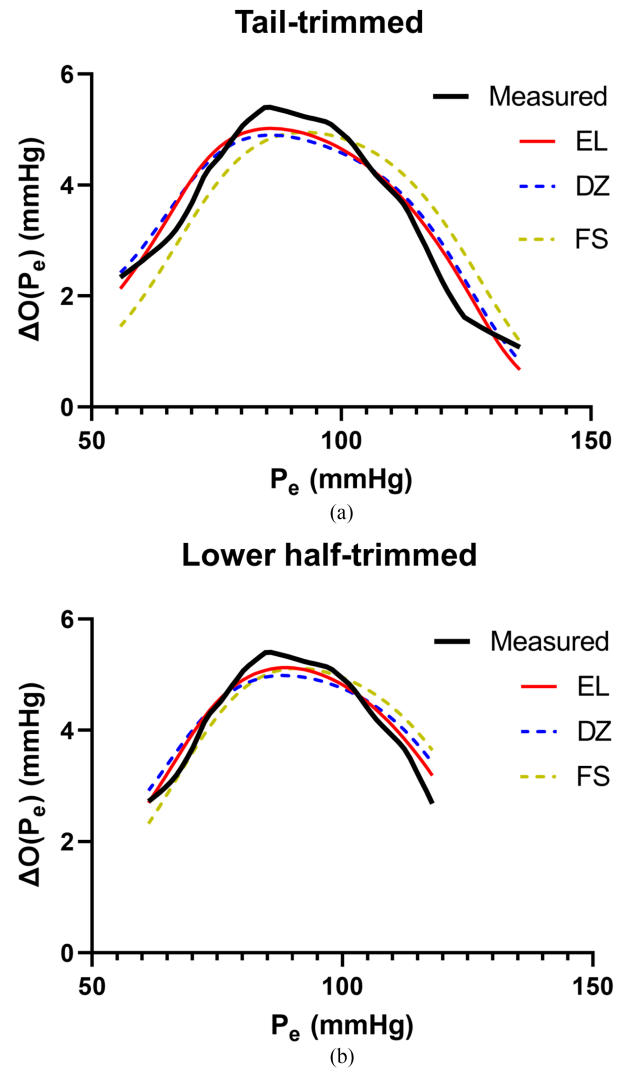 Tail-trimmed
6
4
2
0
ΔO(Pₑ) (mmHg)
Measured
EL
DZ
FS
50
100
150
Pₑ (mmHg)
(a)
Lower half-trimmed
6
4
2
0
ΔO(Pₑ) (mmHg)
Measured
EL
DZ
FS
50
100
150
Pₑ (mmHg)
(b)